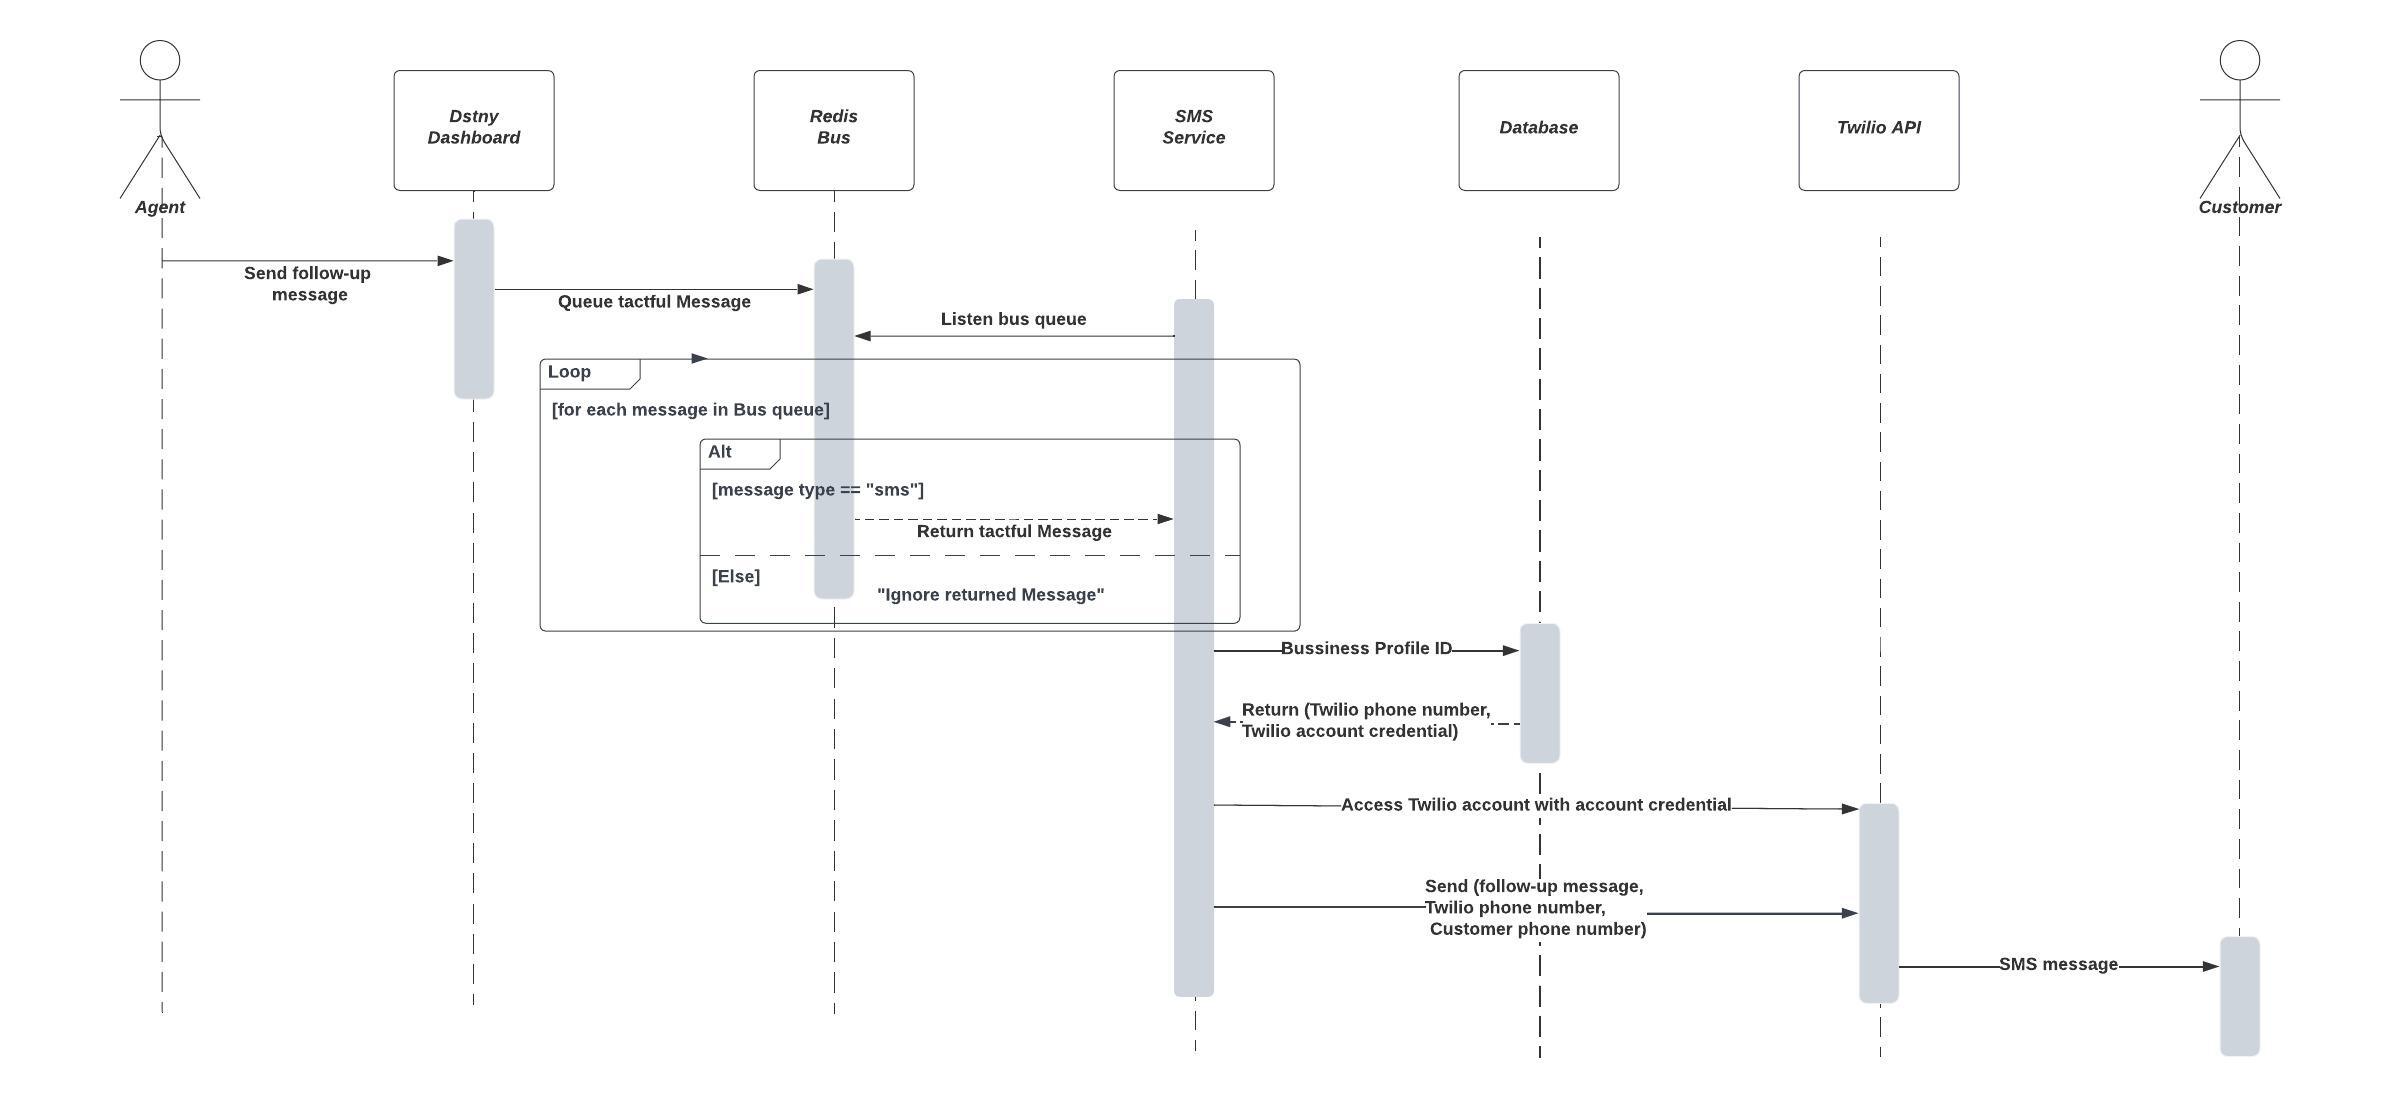 Dstny
Dashboard
Redis
Bus
SMS
Service
Database
Twilio API
Agent
Customer
Send follow-up
message
Queue tactful Message
Listen bus queue
Loop
[for each message in Bus queue]
Alt
[message type == "sms"]
Return tactful Message
[Else]
"Ignore returned Message"
Bussiness Profile ID
Return (Twilio phone number,
Twilio account credential)
Access Twilio account with account credential
Send (follow-up message,
Twilio phone number,
Customer phone number)
SMS message